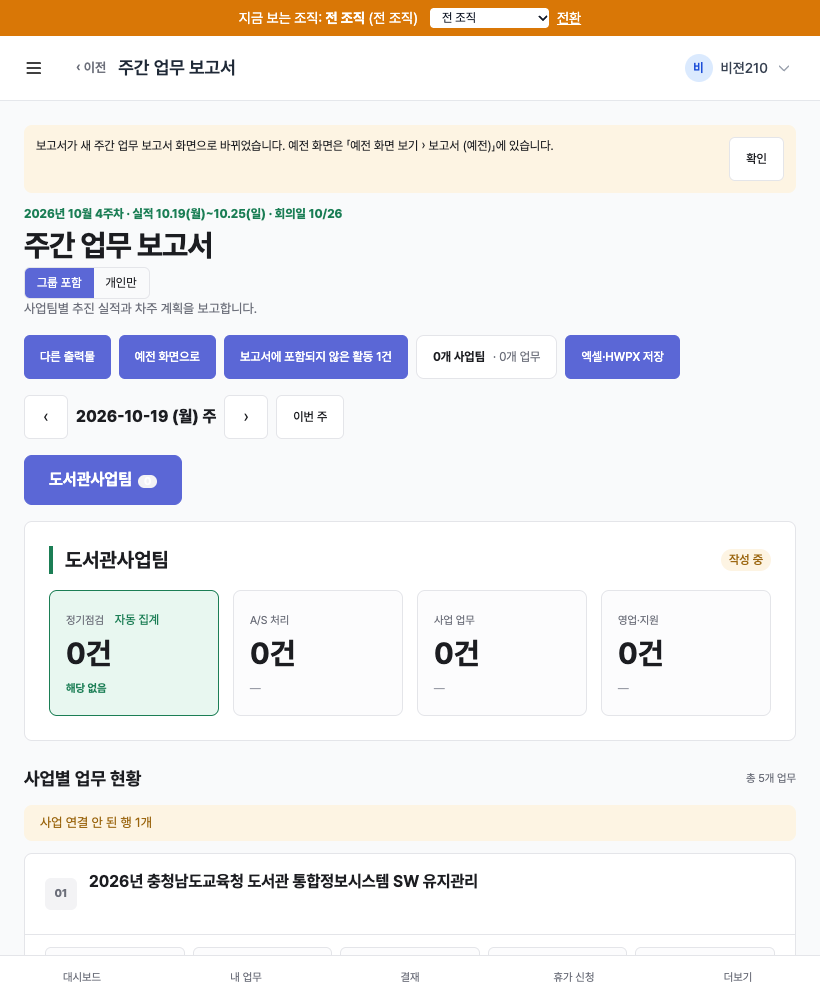 지금 보는 조직: 전 조직 (전 조직) 전 조직 전환
‹ 이전 주간 업무 보고서 비 비젼210
보고서가 새 주간 업무 보고서 화면으로 바뀌었습니다. 예전 화면은 「예전 화면 보기 › 보고서 (예전)」에 있습니다.
확인
2026년 10월 4주차 · 실적 10.19(월)~10.25(일) · 회의일 10/26
주간 업무 보고서
그룹 포함 개인만
사업팀별 추진 실적과 차주 계획을 보고합니다.
다른 출력물 예전 화면으로 보고서에 포함되지 않은 활동 1건 0개 사업팀 · 0개 업무 엑셀·HWPX 저장
‹ 2026-10-19 (월) 주 › 이번 주
도서관사업팀
도서관사업팀 작성 중
정기점검 자동 집계 A/S 처리 사업 업무 영업·지원
0건 0건 0건 0건
해당 없음 — — —
사업별 업무 현황 총 5개 업무
사업 연결 안 된 행 1개
01 2026년 충청남도교육청 도서관 통합정보시스템 SW 유지관리
대시보드 내 업무 결재 휴가 신청 더보기